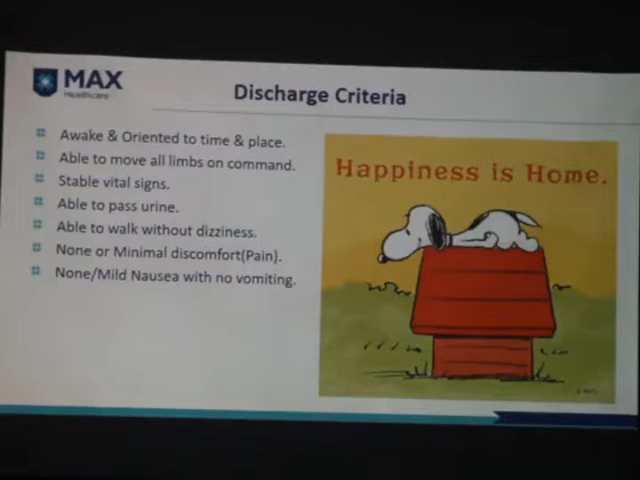 MAX
Healthcare
Discharge Criteria
Awake & Oriented to time & place.
Able to move all limbs on command.
Stable vital signs.
Able to pass urine.
Able to walk without dizziness.
None or Minimal discomfort(Pain).
None/Mild Nausea with no vomiting.
Happiness is Home.